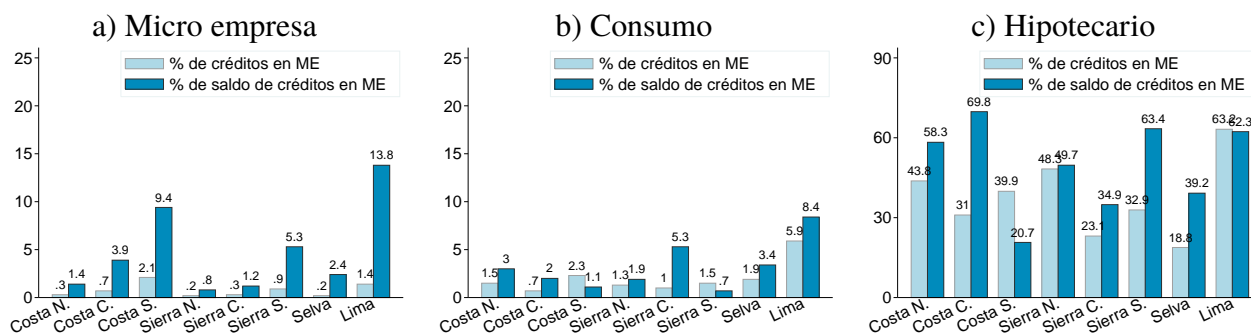 a) Micro empresa
25
20
15
10
5
0
% de créditos en ME
% de saldo de créditos en ME
.3 1.4 .7 3.9 2.1 9.4 .2 .8 .3 1.2 .9 5.3 .2 2.4 1.4 13.8
Costa N. Costa C. Costa S. Sierra N. Sierra C. Sierra S. Selva Lima
b) Consumo
25
20
15
10
5
0
% de créditos en ME
% de saldo de créditos en ME
1.5 3 .7 2 2.3 1.1 1.3 1.9 1 5.3 1.5 .7 1.9 3.4 5.9 8.4
Costa N. Costa C. Costa S. Sierra N. Sierra C. Sierra S. Selva Lima
c) Hipotecario
90
60
30
0
% de créditos en ME
% de saldo de créditos en ME
43.8 58.3 31 69.8 39.9 20.7 48.3 49.7 23.1 34.9 32.9 63.4 18.8 39.2 63.2 62.3
Costa N. Costa C. Costa S. Sierra N. Sierra C. Sierra S. Selva Lima